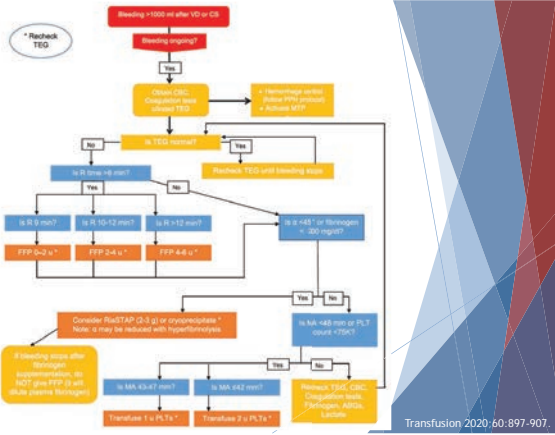 Bleeding >1000 ml after VD or CS
* Recheck
TEG
Bleeding ongoing?
Yes
Obtain CBC,
Coagulation tests
citrated TEG
• Hemorrhage control
(follow PPH protocol)
• Activate MTP
Is TEG normal?
No
Yes
Recheck TEG until bleeding stops
Is R time >8 min?
Yes
No
Is R 9 min?
Is R 10-12 min?
Is R >12 min?
FFP 0-2 u *
FFP 2-4 u *
FFP 4-6 u *
Is α <45° or fibrinogen
< 300 mg/dl?
Yes
No
Consider RiaSTAP (2-3 g) or cryoprecipitate *
Note: α may be reduced with hyperfibrinolysis
Is MA <48 mm or PLT
count <75K?
If bleeding stops after
fibrinogen
supplementation, do
NOT give FFP (it will
dilute plasma fibrinogen)
Yes
No
Is MA 43-47 min?
Is MA ≤42 mm?
Recheck TEG, CBC,
Coagulation tests,
Fibrinogen, ABGs,
Lactate
Transfuse 1 u PLTs *
Transfuse 2 u PLTs *
Transfusion 2020;60:897-907.